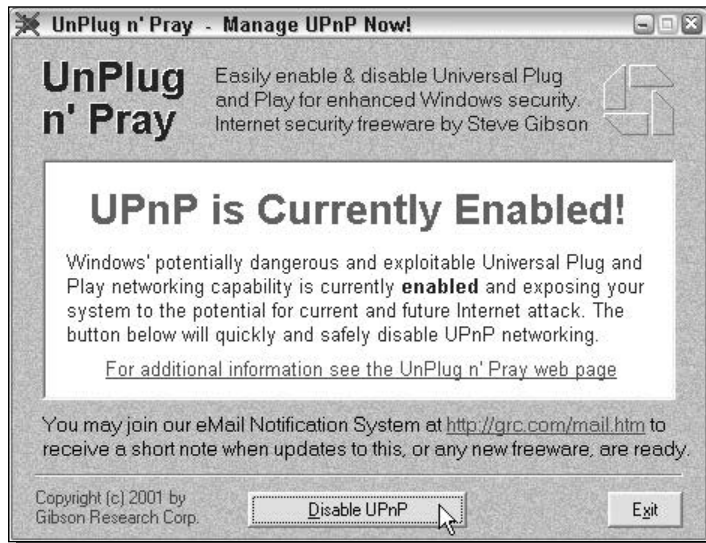 UnPlug n' Pray - Manage UPnP Now!
UnPlug
n' Pray
Easily enable & disable Universal Plug
and Play for enhanced Windows security.
Internet security freeware by Steve Gibson
UPnP is Currently Enabled!
Windows' potentially dangerous and exploitable Universal Plug and
Play networking capability is currently enabled and exposing your
system to the potential for current and future Internet attack. The
button below will quickly and safely disable UPnP networking.
For additional information see the UnPlug n' Pray web page
You may join our eMail Notification System at http://grc.com/mail.htm to
receive a short note when updates to this, or any new freeware, are ready.
Copyright (c) 2001 by
Gibson Research Corp.
Disable UPnP
Exit